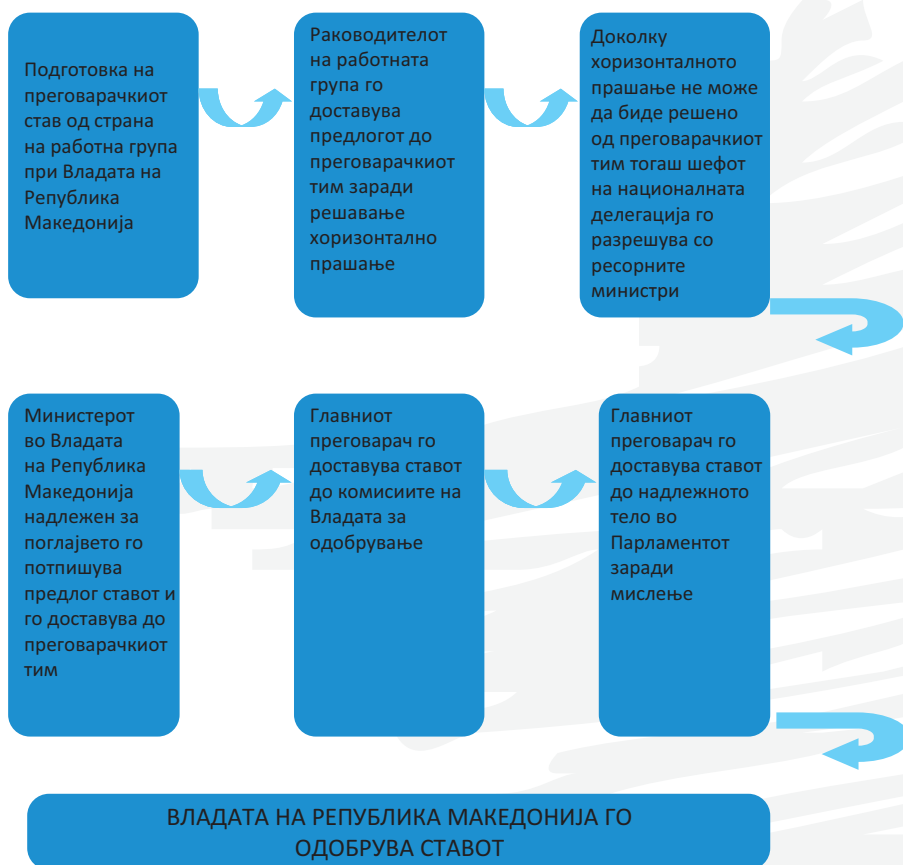 Подготовка на
преговарачкиот
став од страна
на работна група
при Владата на
Република
Македонија
Раководителот
на работната
група го
доставува
предлогот до
преговарачкиот
тим заради
решавање
хоризонтално
прашање
Доколку
хоризонталното
прашање не може
да биде решено
од преговарачкиот
тим тогаш шефот
на националната
делегација го
разрешува со
ресорните
министри
Министерот
во Владата
на Република
Македонија
надлежен за
поглајвето го
потпишува
предлог ставот и
го доставува до
преговарачкиот
тим
Главниот
преговарач го
доставува ставот
до комисиите на
Владата за
одобрување
Главниот
преговарач го
доставува ставот
до надлежното
тело во
Парламентот
заради
мислење
ВЛАДАТА НА РЕПУБЛИКА МАКЕДОНИЈА ГО
ОДОБРУВА СТАВОТ